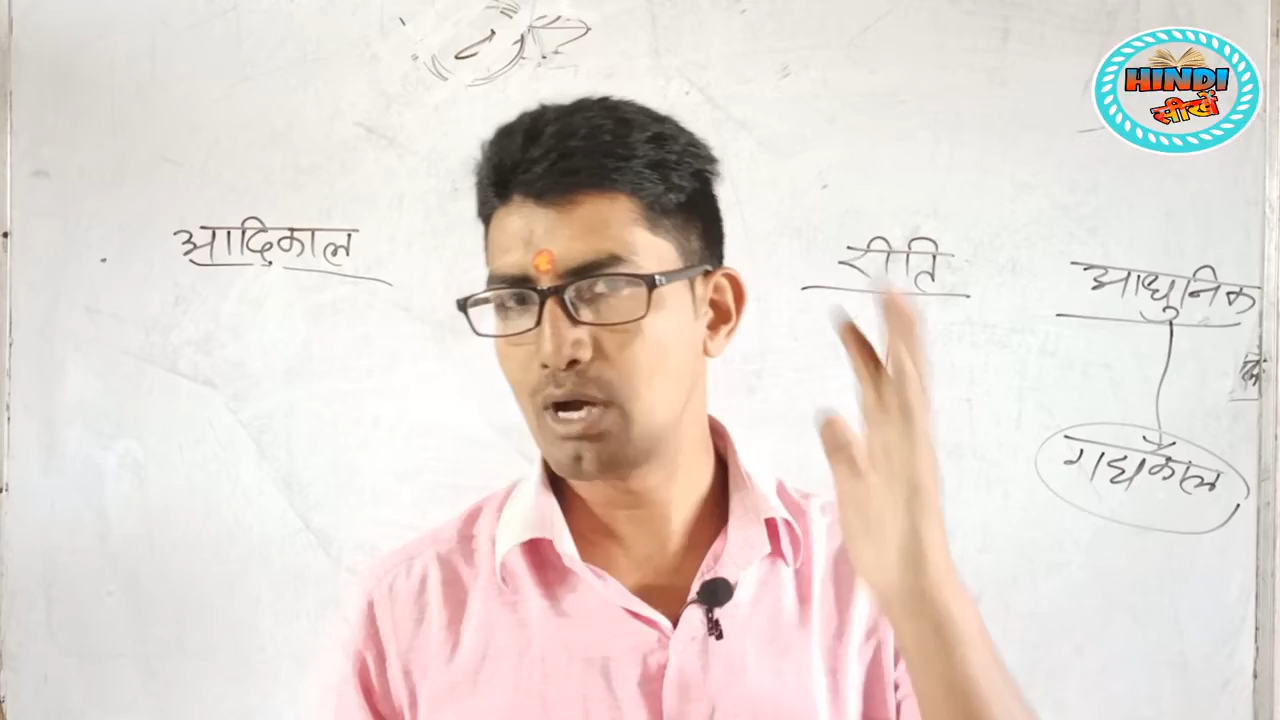 HINDI
सीखें
आदिकाल
रीति
आधुनिक
गद्यकाल